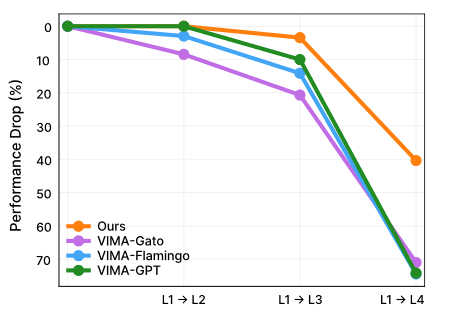 Performance Drop (%)
0
10
20
30
40
50
60
70
Ours
VIMA-Gato
VIMA-Flamingo
VIMA-GPT
L1 → L2
L1 → L3
L1 → L4